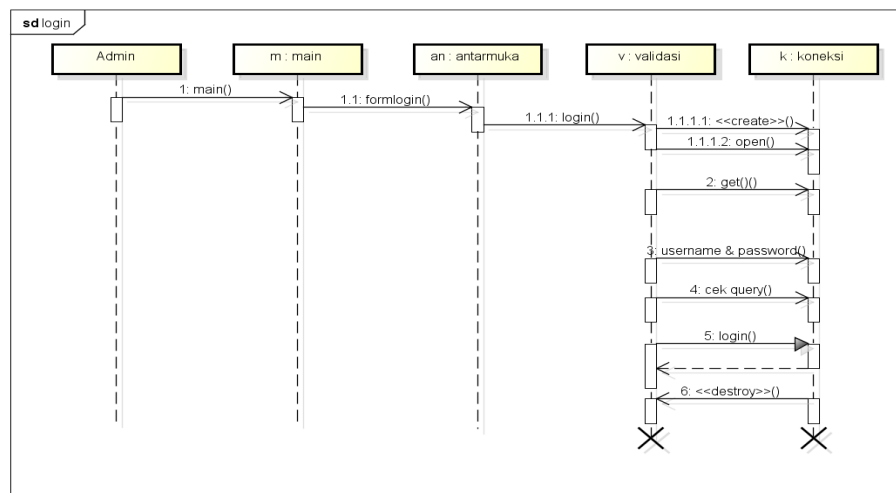 sd login
Admin
m : main
an : antarmuka
v : validasi
k : koneksi
1: main()
1.1: formlogin()
1.1.1: login()
1.1.1.1: <<create>>()
1.1.1.2: open()
2: get()()
3: username & password()
4: cek query()
5: login()
6: <<destroy>>()